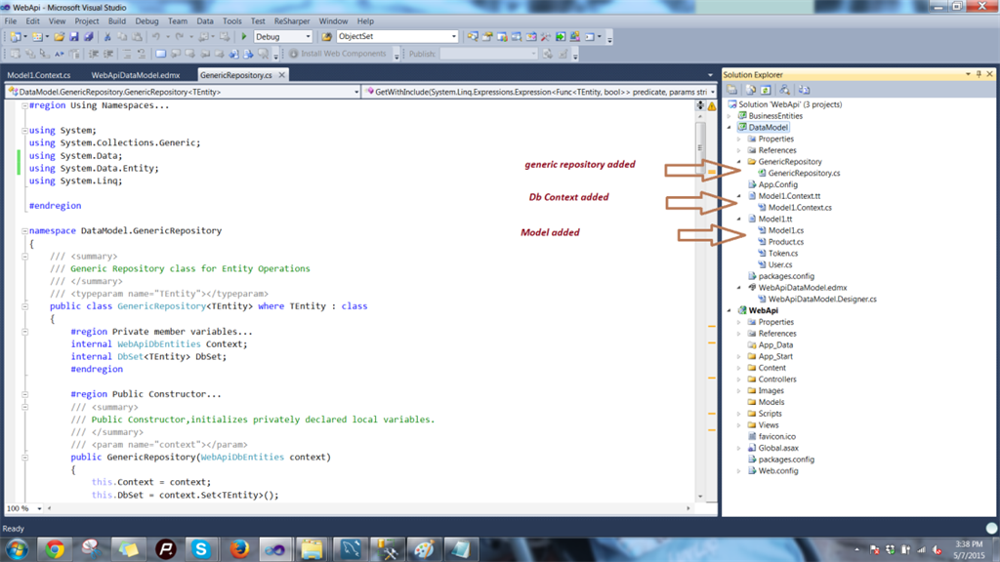 WebApi - Microsoft Visual Studio
File Edit View Project Build Debug Team Data Tools Test ReSharper Window Help
Debug ObjectSet
Install Web Components Publish:
Model1.Context.cs WebApiDataModel.edmx GenericRepository.cs
DataModel.GenericRepository.GenericRepository<TEntity> GetWithInclude(System.Linq.Expressions.Expression<Func<TEntity, bool>> predicate, params stri
#region Using Namespaces...
using System;
using System.Collections.Generic;
using System.Data;
using System.Data.Entity;
using System.Linq;
#endregion
namespace DataModel.GenericRepository
{
/// <summary>
/// Generic Repository class for Entity Operations
/// </summary>
/// <typeparam name="TEntity"></typeparam>
public class GenericRepository<TEntity> where TEntity : class
{
#region Private member variables...
internal WebApiDbEntities Context;
internal DbSet<TEntity> DbSet;
#endregion
#region Public Constructor...
/// <summary>
/// Public Constructor,initializes privately declared local variables.
/// </summary>
/// <param name="context"></param>
public GenericRepository(WebApiDbEntities context)
{
this.Context = context;
this.DbSet = context.Set<TEntity>();
100 %
generic repository added
Db Context added
Model added
Solution Explorer
Solution 'WebApi' (3 projects)
BusinessEntities
DataModel
Properties
References
GenericRepository
GenericRepository.cs
App.Config
Model1.Context.tt
Model1.Context.cs
Model1.tt
Model1.cs
Product.cs
Token.cs
User.cs
packages.config
WebApiDataModel.edmx
WebApiDataModel.Designer.cs
WebApi
Properties
References
App_Data
App_Start
Content
Controllers
Images
Models
Scripts
Views
favicon.ico
Global.asax
packages.config
Web.config
Ready
3:38 PM
5/7/2015